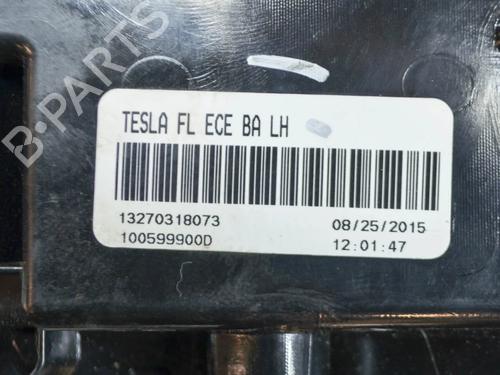 B-PARTS
TESLA FL ECE BA LH
13270318073 08/25/2015
100599900D 12:01:47